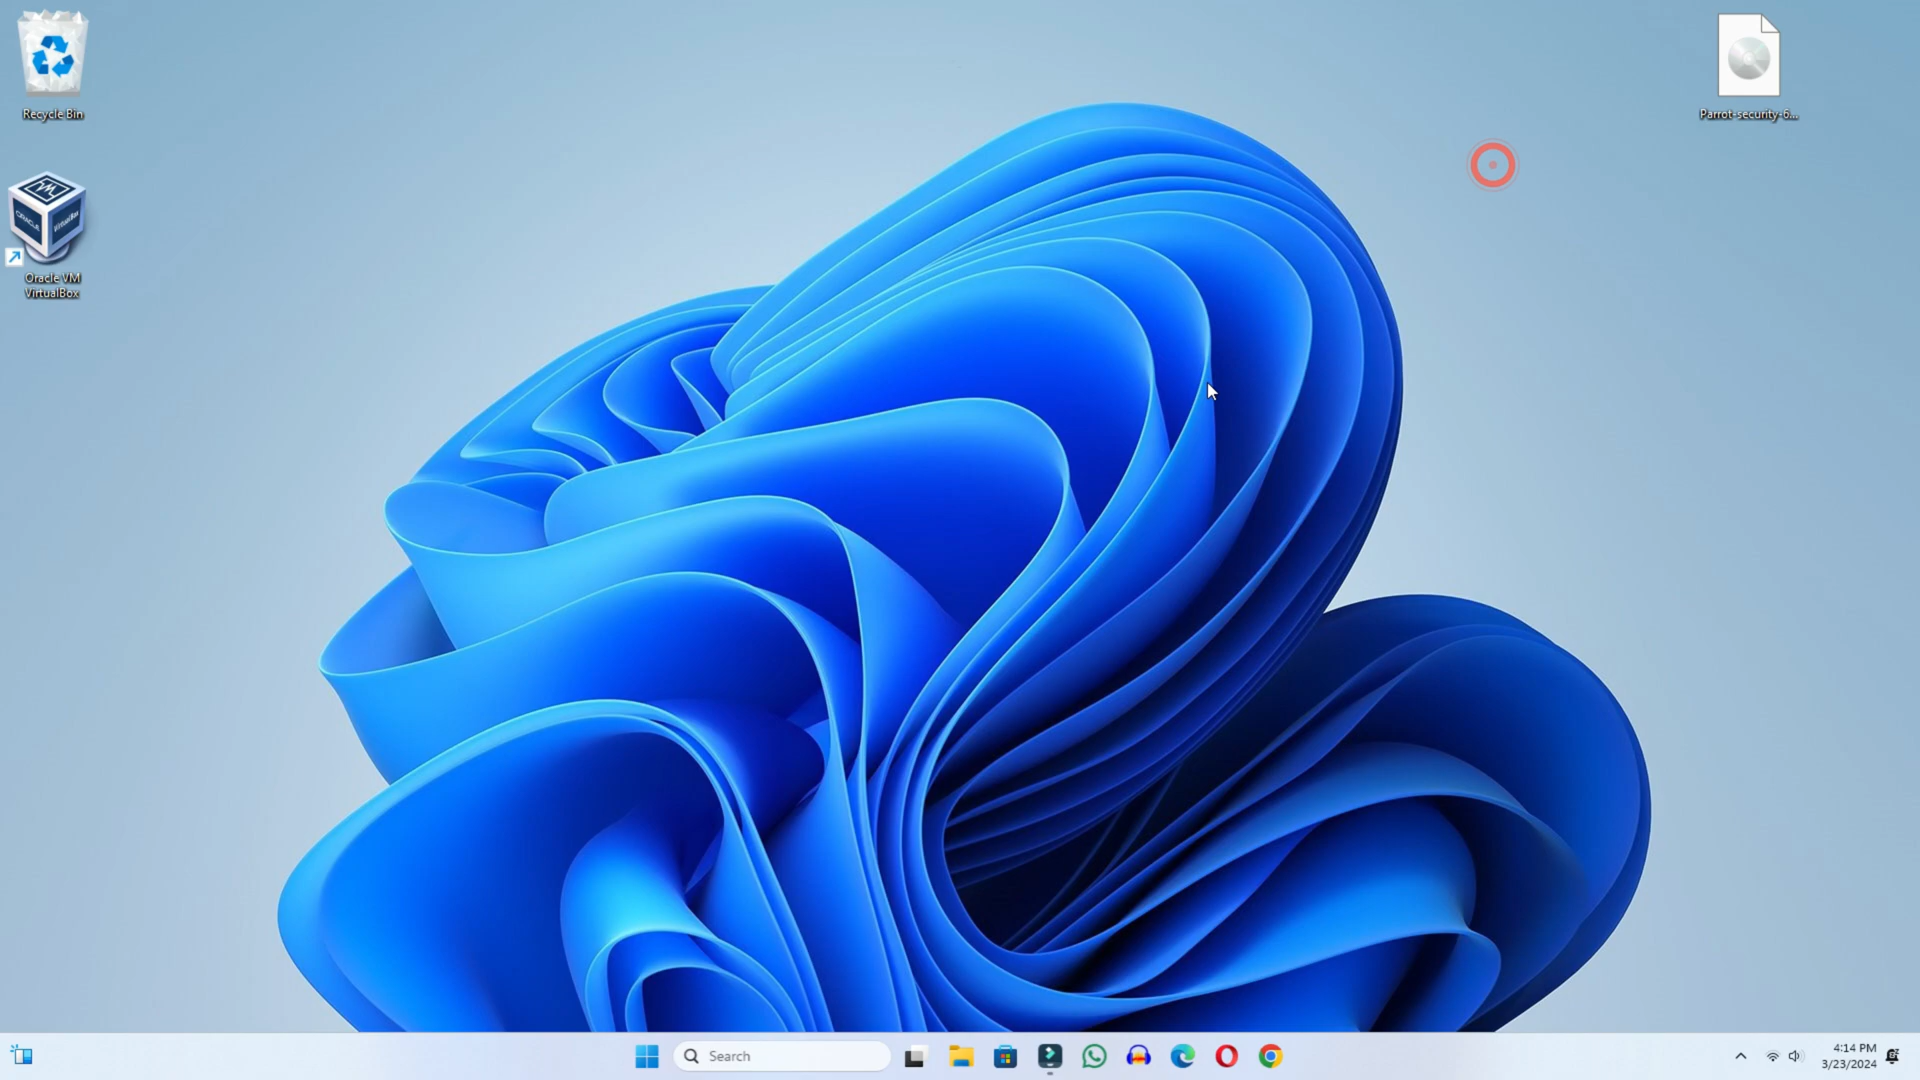 Recycle Bin
Parrot-security-6...
Oracle VM
VirtualBox
Search
4:14 PM
3/23/2024